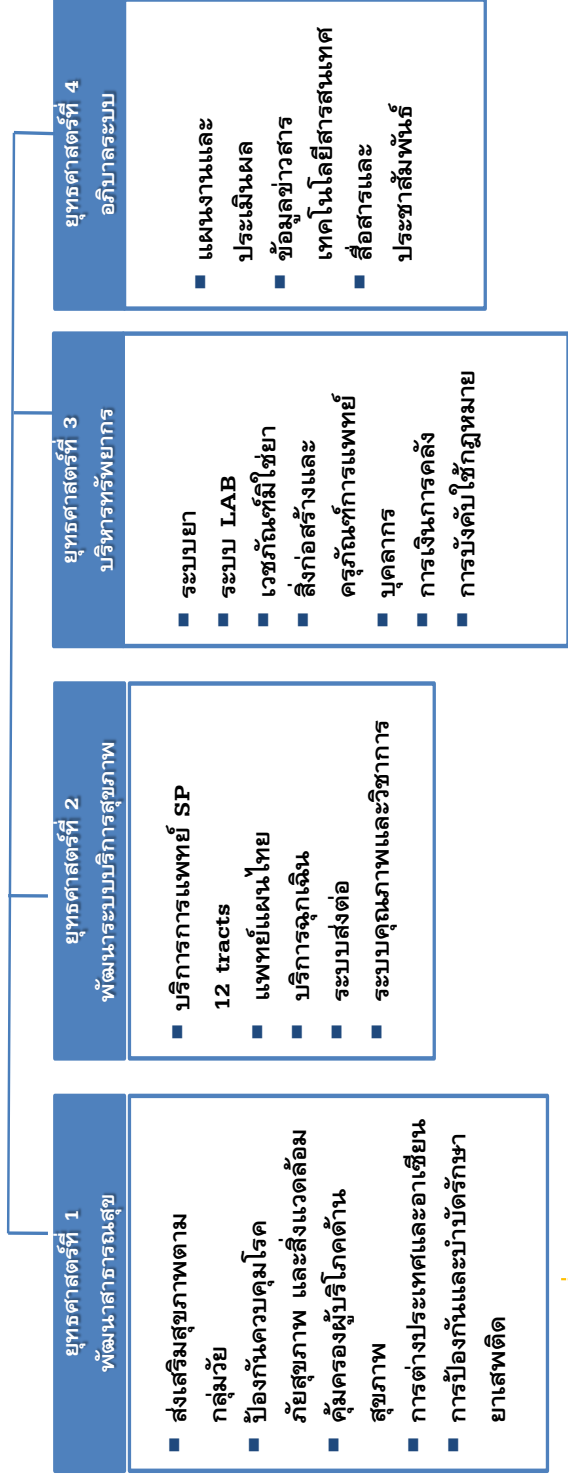 ยุทธศาสตร์ที่ 1
พัฒนาสาธารณสุข
ส่งเสริมสุขภาพตาม
กลุ่มวัย
ป้องกันควบคุมโรค
ภัยสุขภาพ และสิ่งแวดล้อม
คุ้มครองผู้บริโภคด้าน
สุขภาพ
การต่างประเทศและอาเซียน
การป้องกันและบำบัดรักษา
ยาเสพติด
ยุทธศาสตร์ที่ 2
พัฒนาระบบบริการสุขภาพ
บริการการแพทย์ SP
12 tracts
แพทย์แผนไทย
บริการฉุกเฉิน
ระบบส่งต่อ
ระบบคุณภาพและวิชาการ
ยุทธศาสตร์ที่ 3
บริหารทรัพยากร
ระบบยา
ระบบ LAB
เวชภัณฑ์มิใช่ยา
สิ่งก่อสร้างและ
ครุภัณฑ์การแพทย์
บุคลากร
การเงินการคลัง
การบังคับใช้กฎหมาย
ยุทธศาสตร์ที่ 4
อภิบาลระบบ
แผนงานและ
ประเมินผล
ข้อมูลข่าวสาร
เทคโนโลยีสารสนเทศ
สื่อสารและ
ประชาสัมพันธ์